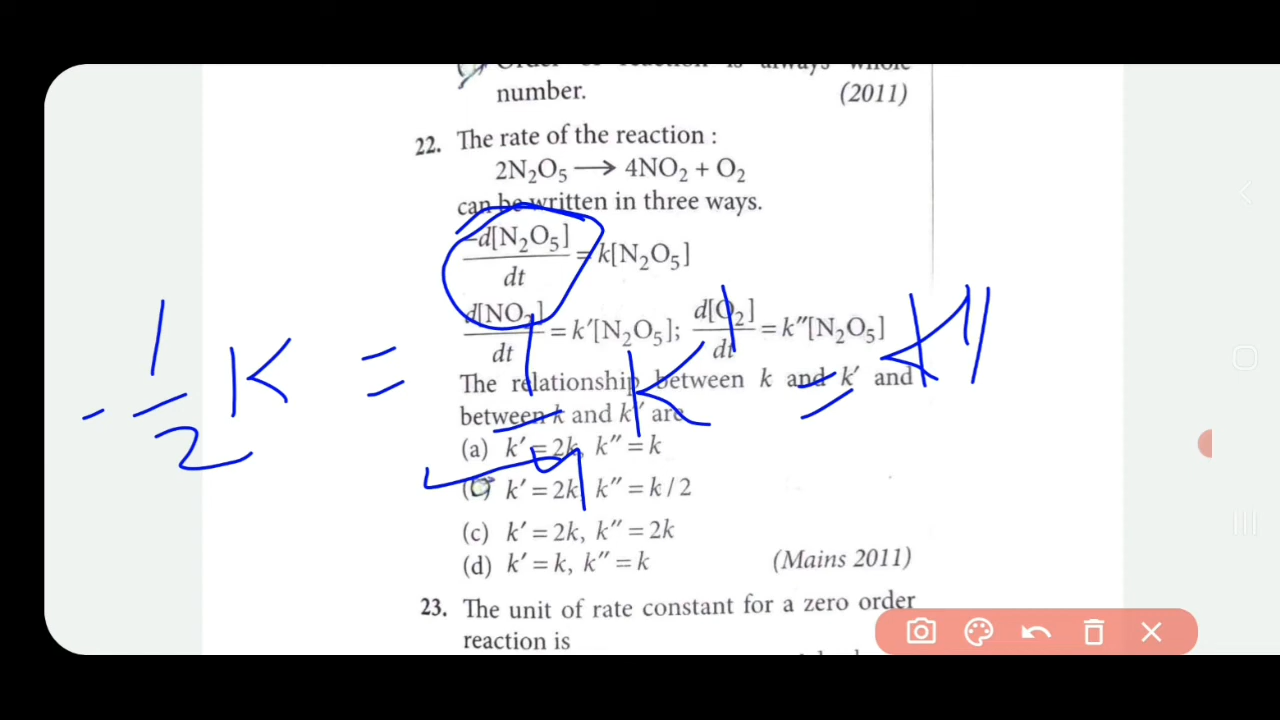 number. (2011)
22. The rate of the reaction :
2N₂O₅ ⟶ 4NO₂ + O₂
can be written in three ways.
−d[N₂O₅]/dt = k[N₂O₅]
d[NO₂]/dt = k′[N₂O₅]; d[O₂]/dt = k″[N₂O₅]
The relationship between k and k′ and
between k and k″ are
(a) k′ = 2k, k″ = k
k′ = 2k, k″ = k / 2
(c) k′ = 2k, k″ = 2k
(d) k′ = k, k″ = k (Mains 2011)
23. The unit of rate constant for a zero order
reaction is
- 1/2 K = 1/4 K' = K"